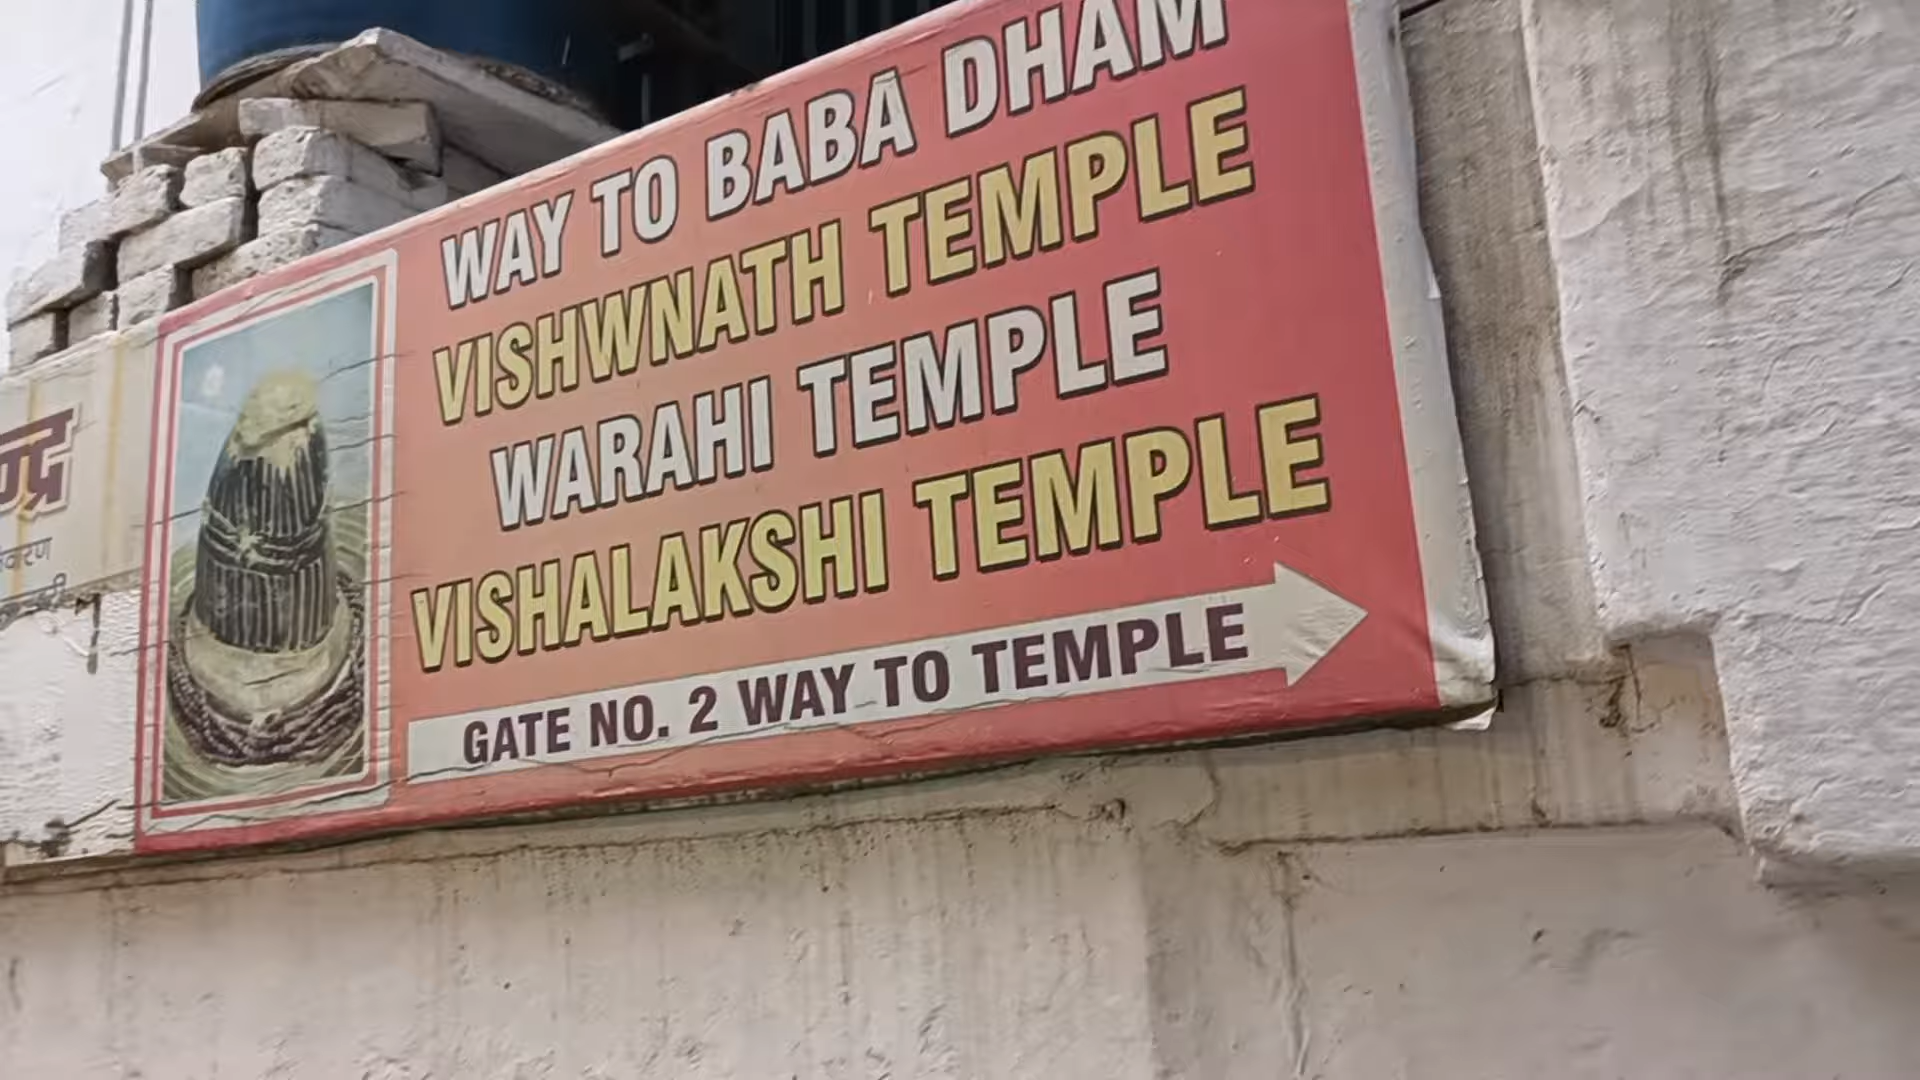 WAY TO BABA DHAM
VISHWNATH TEMPLE
WARAHI TEMPLE
VISHALAKSHI TEMPLE
GATE NO. 2 WAY TO TEMPLE